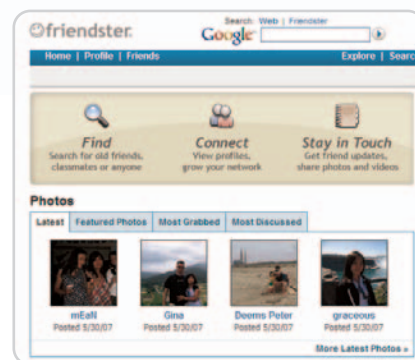 friendster.
Search: Web | Friendster
Google
Home | Profile | Friends
Explore | Searc
Find
Search for old friends,
classmates or anyone
Connect
View profiles,
grow your network
Stay in Touch
Get friend updates,
share photos and videos
Photos
Latest
Featured Photos
Most Grabbed
Most Discussed
mEaN
Posted 5/30/07
Gina
Posted 5/30/07
Deems Peter
Posted 5/30/07
graceous
Posted 5/30/07
More Latest Photos »